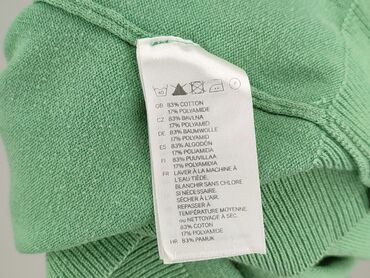 40
P
GB 83% COTTON
17% POLYAMIDE
CZ 83% BAVLNA
17% POLYAMID
DE 83% BAUMWOLLE
17% POLYAMID
ES 83% ALGODÓN
17% POLIAMIDA
FI 83% PUUVILLAA
17% POLYAMIDIA
FR LAVER À LA MACHINE À
L'EAU TIÈDE.
BLANCHIR SANS CHLORE
SI NÉCESSAIRE.
SÉCHER À L'AIR.
REPASSER À
TEMPÉRATURE MOYENNE
ou NETTOYAGE À SEC.
83% COTON
17% POLYAMIDE
HR 83% PAMUK